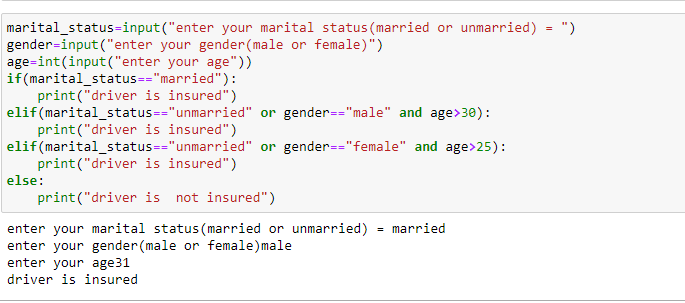 marital_status=input("enter your marital status(married or unmarried) = ")
gender=input("enter your gender(male or female)")
age=int(input("enter your age"))
if(marital_status=="married"):
    print("driver is insured")
elif(marital_status=="unmarried" or gender=="male" and age>30):
    print("driver is insured")
elif(marital_status=="unmarried" or gender=="female" and age>25):
    print("driver is insured")
else:
    print("driver is  not insured")
enter your marital status(married or unmarried) = married
enter your gender(male or female)male
enter your age31
driver is insured